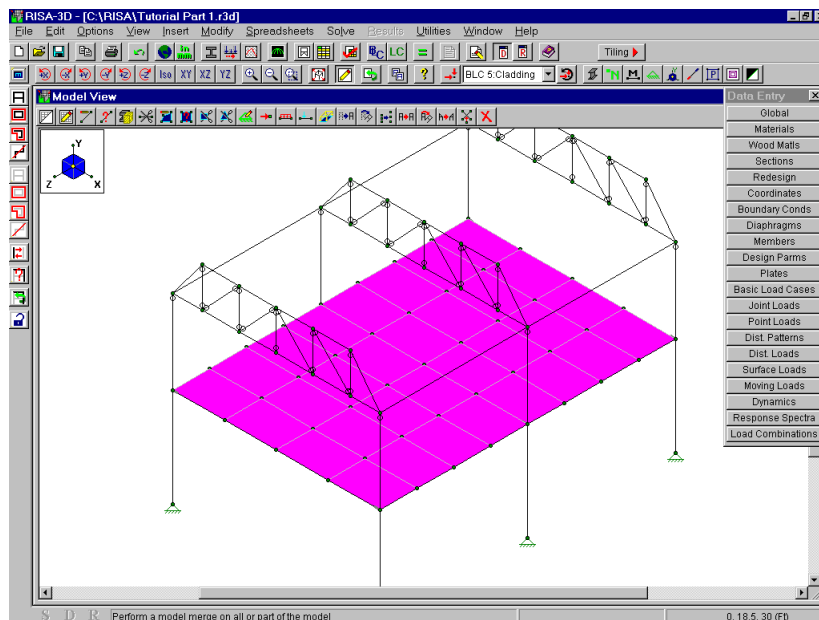 RISA-3D - [C:\RISA\Tutorial Part 1.r3d]
File Edit Options View Insert Modify Spreadsheets Solve Results Utilities Window Help
BC LC D R Tiling
Iso XY XZ YZ BLC 5:Cladding
Model View
Data Entry
Global
Materials
Wood Matls
Sections
Redesign
Coordinates
Boundary Conds
Diaphragms
Members
Design Parms
Plates
Basic Load Cases
Joint Loads
Point Loads
Dist. Patterns
Dist. Loads
Surface Loads
Moving Loads
Dynamics
Response Spectra
Load Combinations
Y
Z X
S D R Perform a model merge on all or part of the model 0, 18.5, 30 (Ft)